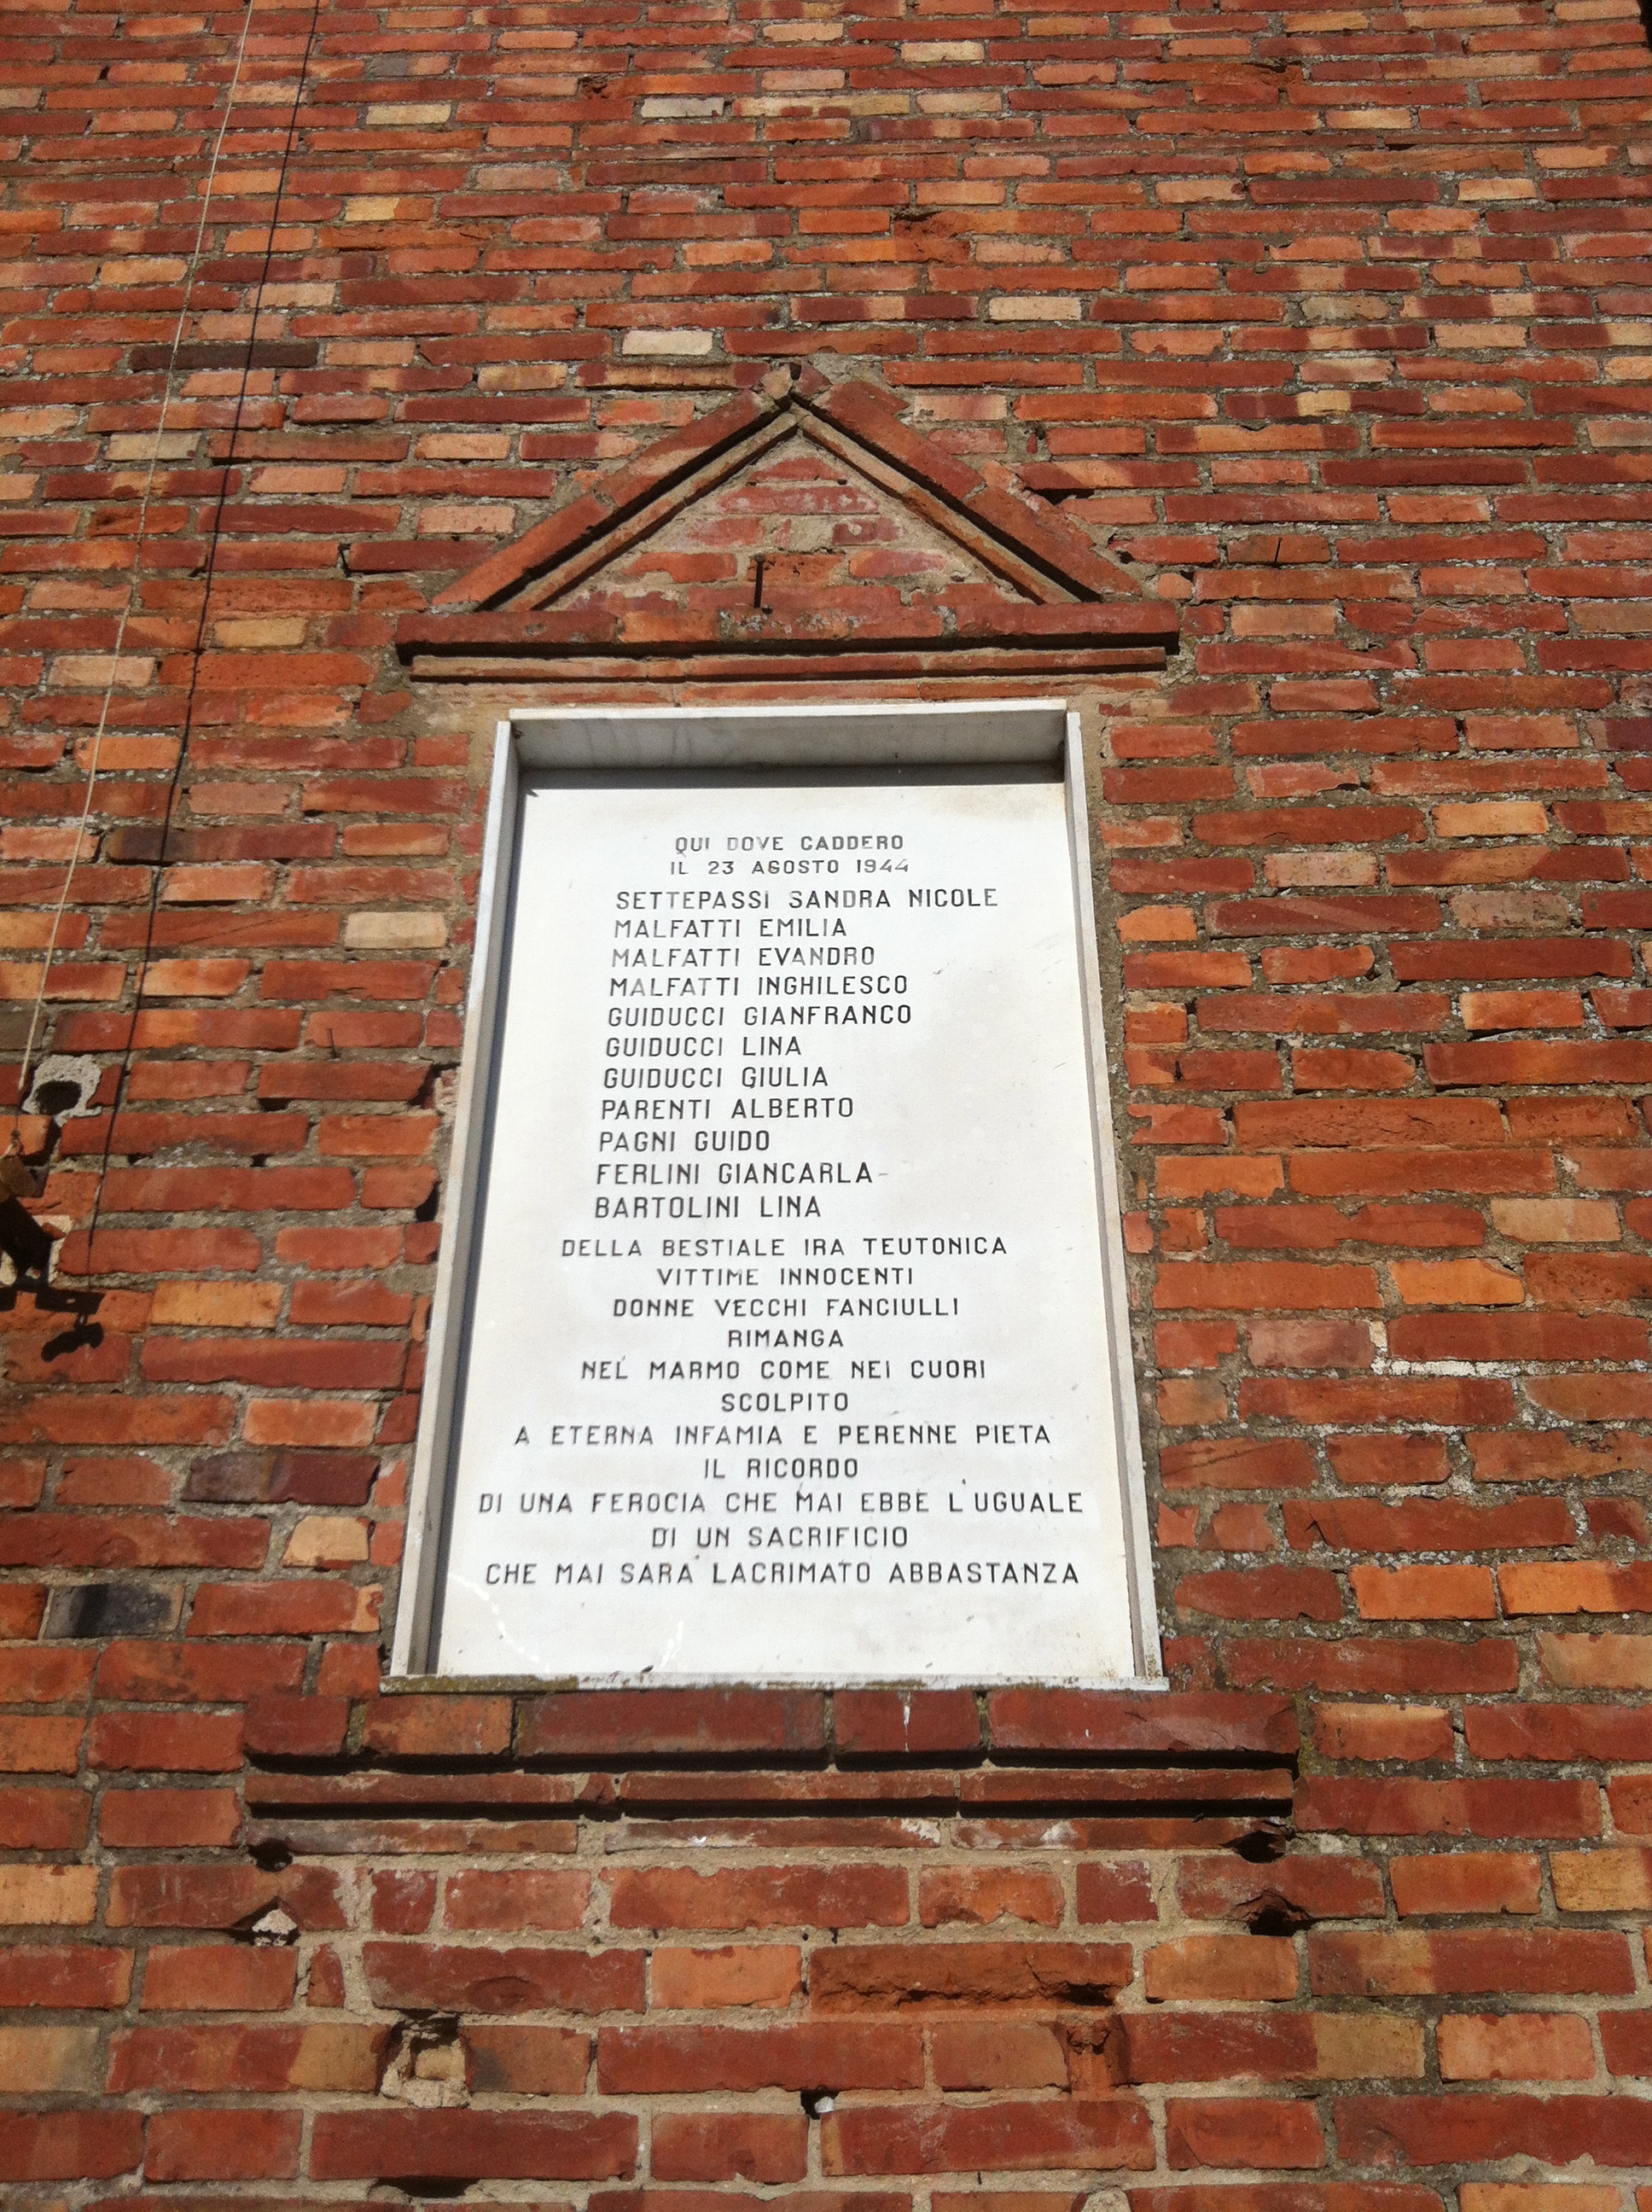 QUI DOVE CADDERO
IL 23 AGOSTO 1944
SETTEPASSI SANDRA NICOLE
MALFATTI EMILIA
MALFATTI EVANDRO
MALFATTI INGHILESCO
GUIDUCCI GIANFRANCO
GUIDUCCI LINA
GUIDUCCI GIULIA
PARENTI ALBERTO
PAGNI GUIDO
FERLINI GIANCARLA
BARTOLINI LINA
DELLA BESTIALE IRA TEUTONICA
VITTIME INNOCENTI
DONNE VECCHI FANCIULLI
RIMANGA
NEL MARMO COME NEI CUORI
SCOLPITO
A ETERNA INFAMIA E PERENNE PIETA
IL RICORDO
DI UNA FEROCIA CHE MAI EBBE L'UGUALE
DI UN SACRIFICIO
CHE MAI SARA' LACRIMATO ABBASTANZA